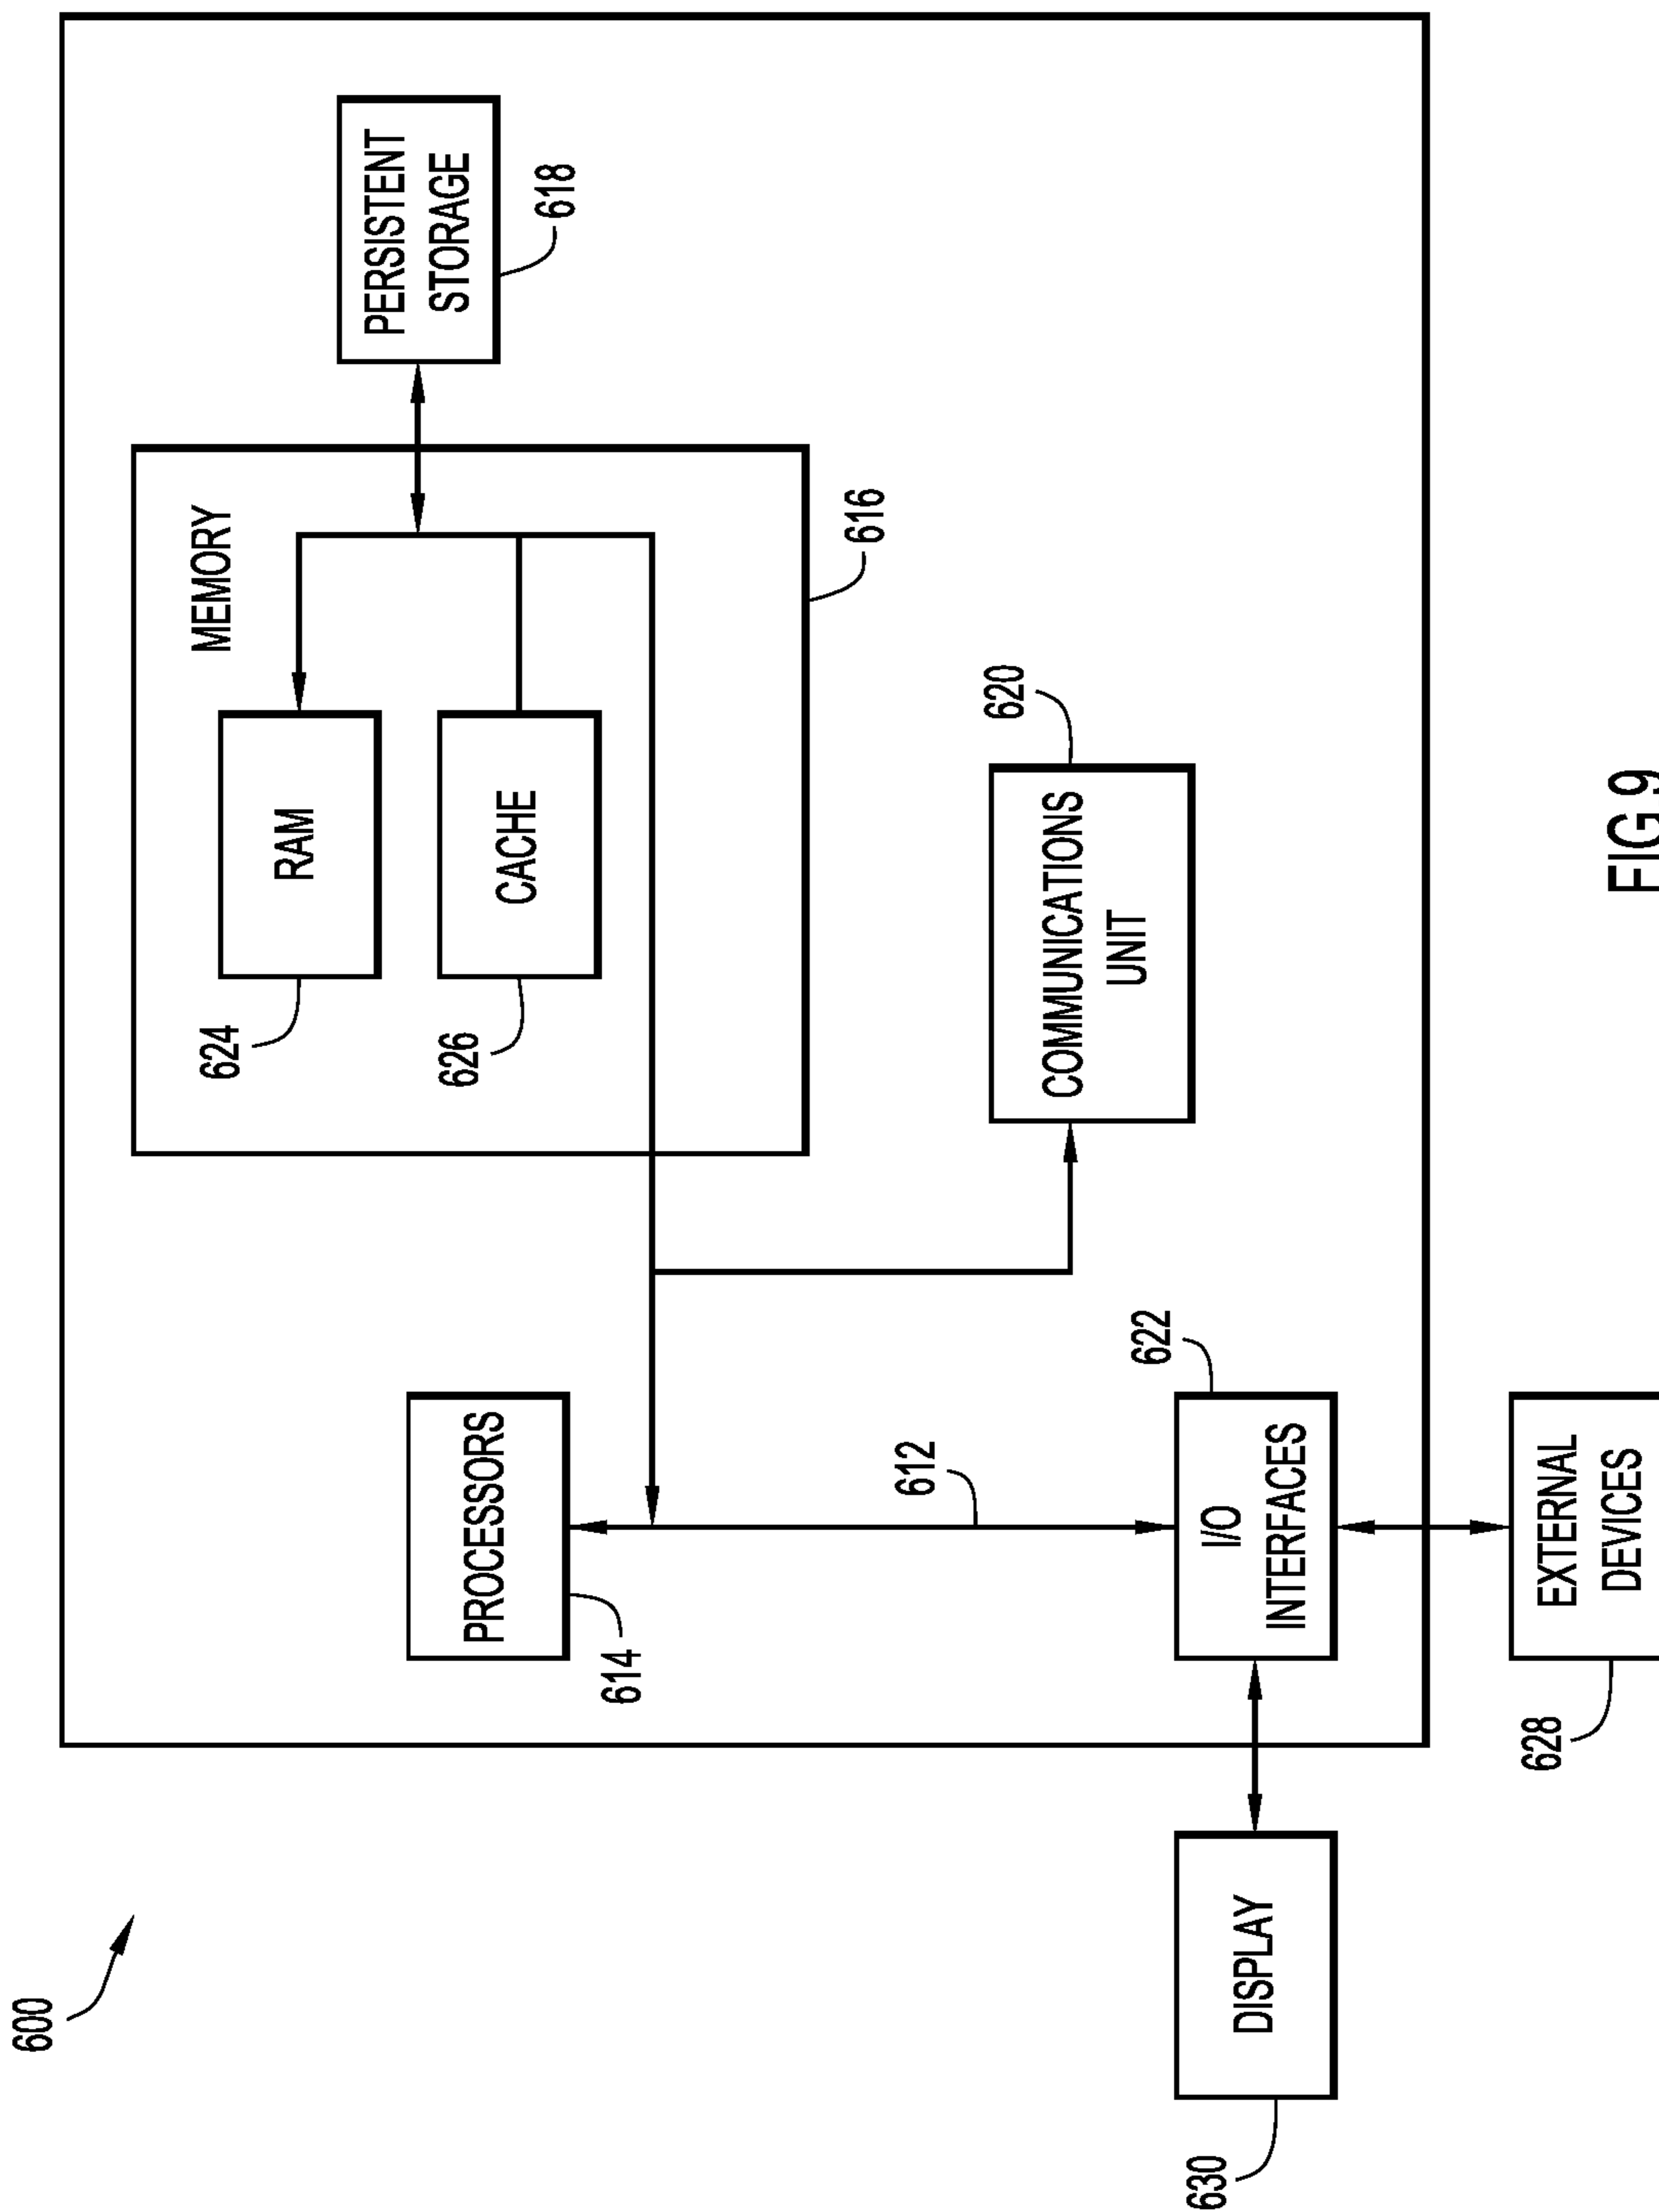 600
MEMORY
RAM
624
CACHE
626
616
PERSISTENT
STORAGE
618
PROCESSORS
614
612
COMMUNICATIONS
UNIT
620
I/O
INTERFACES
622
DISPLAY
630
EXTERNAL
DEVICES
628
FIG.9